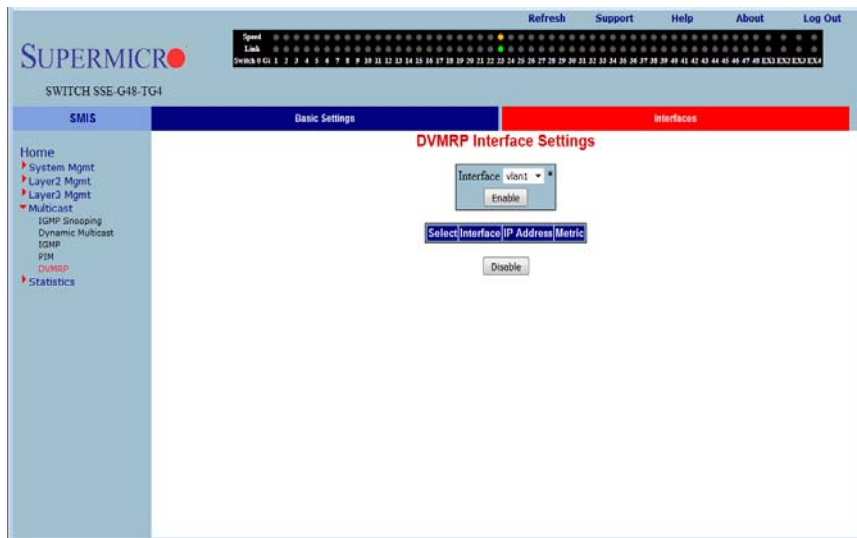 Refresh Support Help About Log Out
Speed
Link
Switch 0 Gi 1 2 3 4 5 6 7 8 9 10 11 12 13 14 15 16 17 18 19 20 21 22 23 24 25 26 27 28 29 30 31 32 33 34 35 36 37 38 39 40 41 42 43 44 45 46 47 48 EX1 EX2 EX3 EX4
SUPERMICRO
SWITCH SSE-G48-TG4
SMIS Basic Settings Interfaces
Home
System Mgmt
Layer2 Mgmt
Layer3 Mgmt
Multicast
IGMP Snooping
Dynamic Multicast
IGMP
PIM
DVMRP
Statistics
DVMRP Interface Settings
Interface vlan1 *
Enable
Select Interface IP Address Metric
Disable